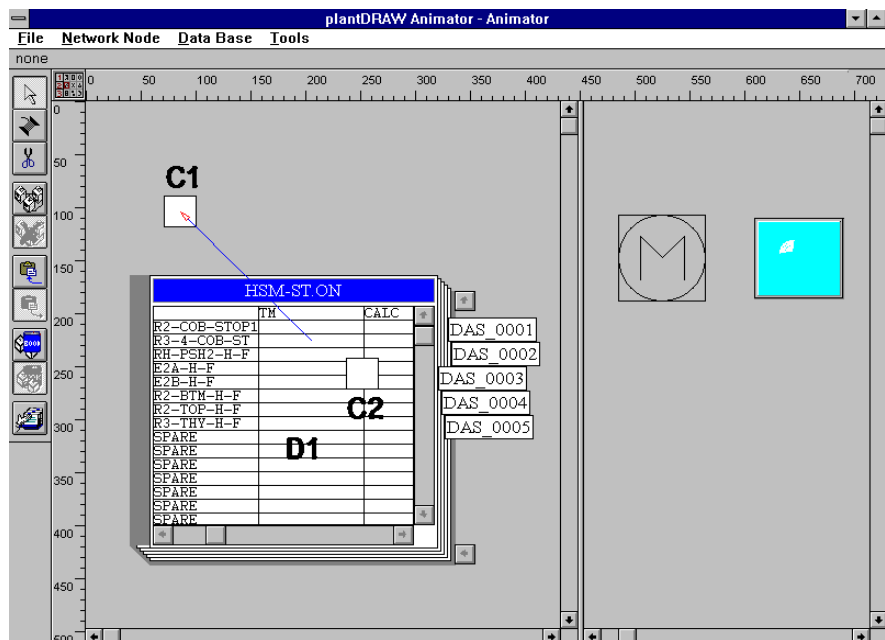 plantDRAW Animator - Animator
File Network Node Data Base Tools
none
0 50 100 150 200 250 300 350 400 450 500 550 600 650 700
0
50
100
150
200
250
300
350
400
450
500
C1
HSM-ST.ON
TM CALC
R2-COB-STOP1
R3-4-COB-ST
RH-PSH2-H-F
E2A-H-F
E2B-H-F
R2-BTM-H-F
R2-TOP-H-F
R3-THY-H-F
SPARE
SPARE
SPARE
SPARE
SPARE
SPARE
SPARE
C2
D1
DAS_0001
DAS_0002
DAS_0003
DAS_0004
DAS_0005
M